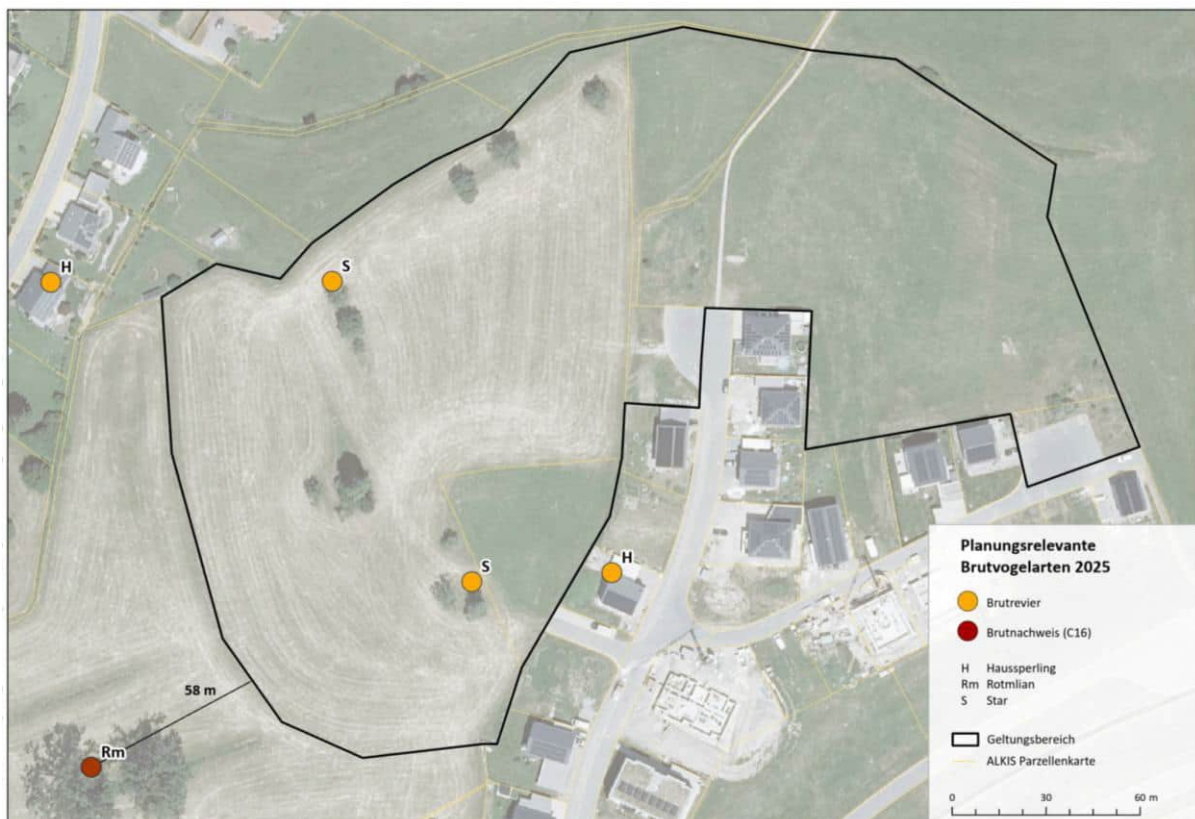 H
S
S
H
58 m
Rm
Planungsrelevante
Brutvogelarten 2025
Brutrevier
Brutnachweis (C16)
H Haussperling
Rm Rotmlian
S Star
Geltungsbereich
ALKIS Parzellenkarte
0 30 60 m